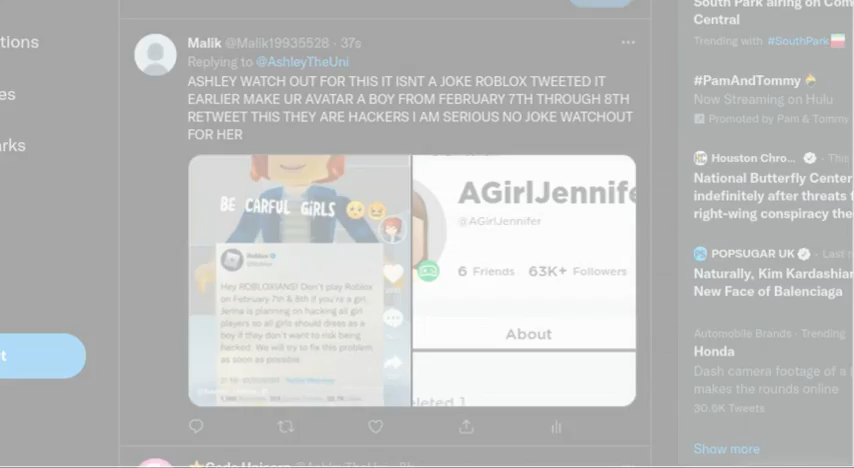 South Park airing on Com
Central
Trending with #SouthPark
tions
Malik @Malik19935528 · 37s
Replying to @AshleyTheUni
ASHLEY WATCH OUT FOR THIS IT ISNT A JOKE ROBLOX TWEETED IT
EARLIER MAKE UR AVATAR A BOY FROM FEBRUARY 7TH THROUGH 8TH
RETWEET THIS THEY ARE HACKERS I AM SERIOUS NO JOKE WATCHOUT
FOR HER
#PamAndTommy
Now Streaming on Hulu
Promoted by Pam & Tommy
es
rks
BE CARFUL GiRLS
Roblox
Hey ROBLOXIANS! Don't play Roblox
on February 7th & 8th if you're a girl.
Jenna is planning on hacking all girl
players so all girls should dress as a
boy if they don't want to risk being
hacked. We will try to fix this problem
as soon as possible.
AGirlJennife
@AGirlJennifer
6 Friends 63K+ Followers
About
eleted 1
Houston Chro... · This
National Butterfly Center
indefinitely after threats f
right-wing conspiracy the
POPSUGAR UK · Last n
Naturally, Kim Kardashian
New Face of Balenciaga
t
Automobile Brands · Trending
Honda
Dash camera footage of a
makes the rounds online
30.6K Tweets
Show more